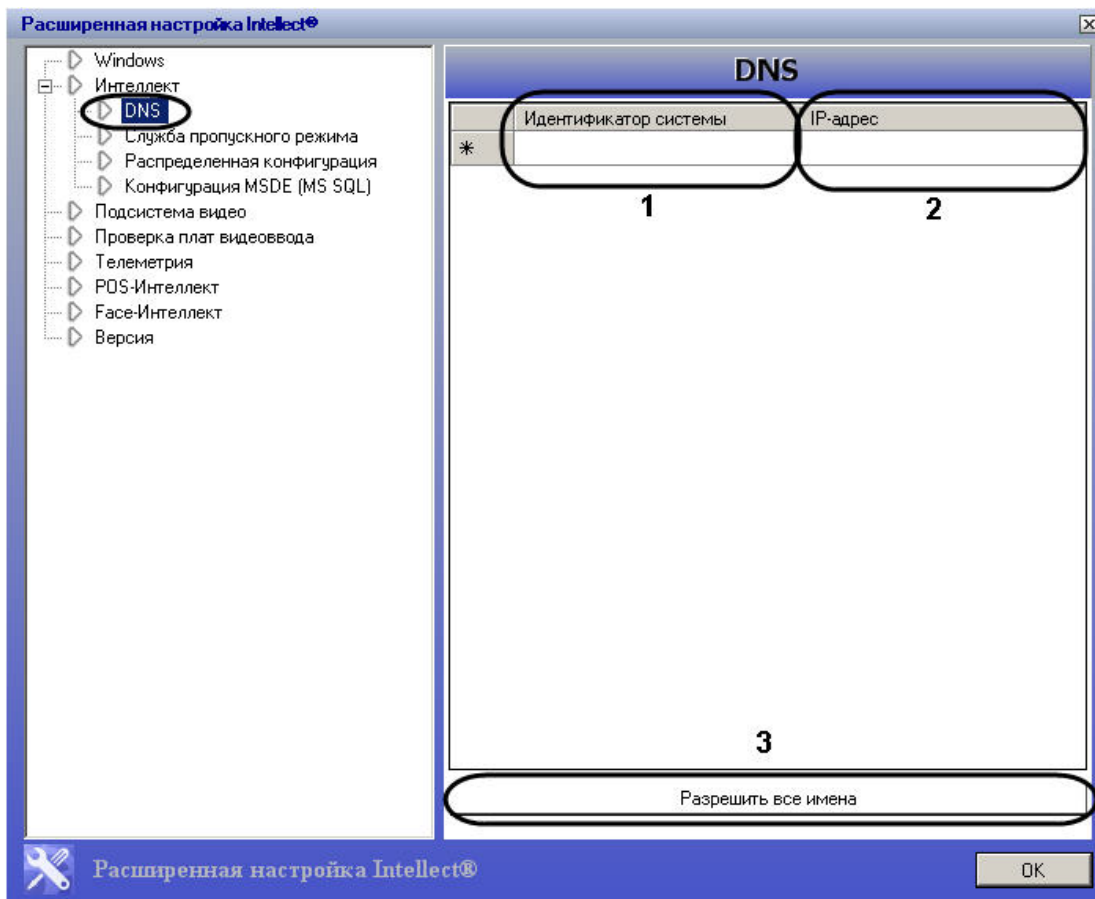 Расширенная настройка Intellect®
Windows
Интеллект
DNS
Служба пропускного режима
Распределенная конфигурация
Конфигурация MSDE (MS SQL)
Подсистема видео
Проверка плат видеоввода
Телеметрия
POS-Интеллект
Face-Интеллект
Версия
DNS
Идентификатор системы IP-адрес
1 2
3
Разрешить все имена
Расширенная настройка Intellect®
OK